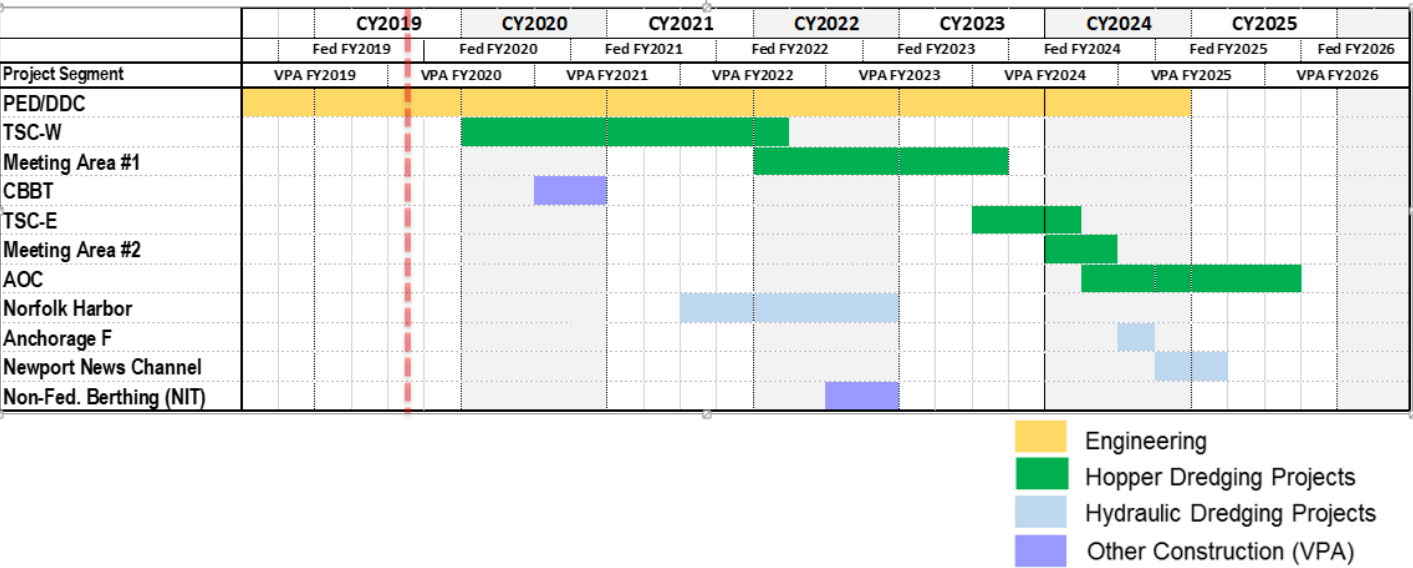 CY2019 CY2020 CY2021 CY2022 CY2023 CY2024 CY2025
Fed FY2019 Fed FY2020 Fed FY2021 Fed FY2022 Fed FY2023 Fed FY2024 Fed FY2025 Fed FY2026
Project Segment VPA FY2019 VPA FY2020 VPA FY2021 VPA FY2022 VPA FY2023 VPA FY2024 VPA FY2025 VPA FY2026
PED/DDC
TSC-W
Meeting Area #1
CBBT
TSC-E
Meeting Area #2
AOC
Norfolk Harbor
Anchorage F
Newport News Channel
Non-Fed. Berthing (NIT)
Engineering
Hopper Dredging Projects
Hydraulic Dredging Projects
Other Construction (VPA)